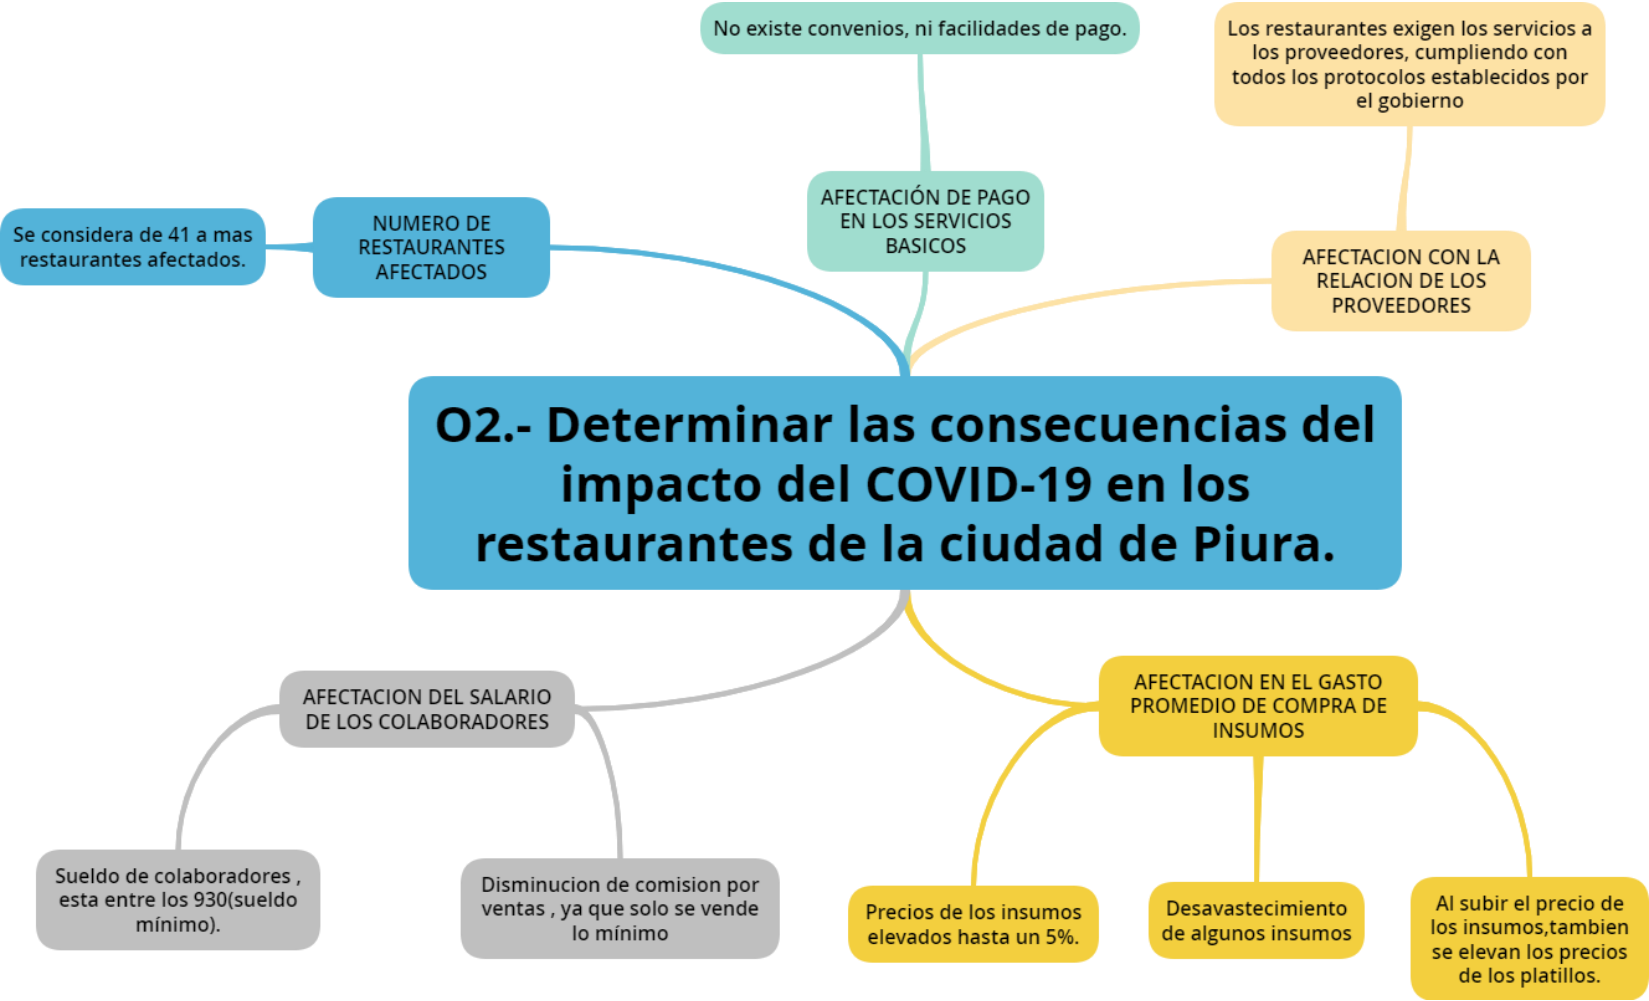 No existe convenios, ni facilidades de pago.
Los restaurantes exigen los servicios a
los proveedores, cumpliendo con
todos los protocolos establecidos por
el gobierno
AFECTACIÓN DE PAGO
EN LOS SERVICIOS
BASICOS
NUMERO DE
RESTAURANTES
AFECTADOS
Se considera de 41 a mas
restaurantes afectados.
AFECTACION CON LA
RELACION DE LOS
PROVEEDORES
O2.- Determinar las consecuencias del
impacto del COVID-19 en los
restaurantes de la ciudad de Piura.
AFECTACION DEL SALARIO
DE LOS COLABORADORES
AFECTACION EN EL GASTO
PROMEDIO DE COMPRA DE
INSUMOS
Sueldo de colaboradores ,
esta entre los 930(sueldo
mínimo).
Disminucion de comision por
ventas , ya que solo se vende
lo mínimo
Precios de los insumos
elevados hasta un 5%.
Desavastecimiento
de algunos insumos
Al subir el precio de
los insumos,tambien
se elevan los precios
de los platillos.